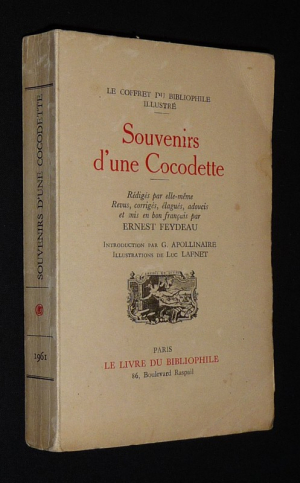 LE COFFRET DU BIBLIOPHILE
ILLUSTRÉ
Souvenirs
d'une Cocodette
Rédigés par elle-même
Revus, corrigés, élagués, adoucis
et mis en bon français par
ERNEST FEYDEAU
INTRODUCTION PAR G. APOLLINAIRE
ILLUSTRATIONS DE LUC LAFNET
PARIS
LE LIVRE DU BIBLIOPHILE
46, Boulevard Raspail
SOUVENIRS D'UNE COCODETTE
1961